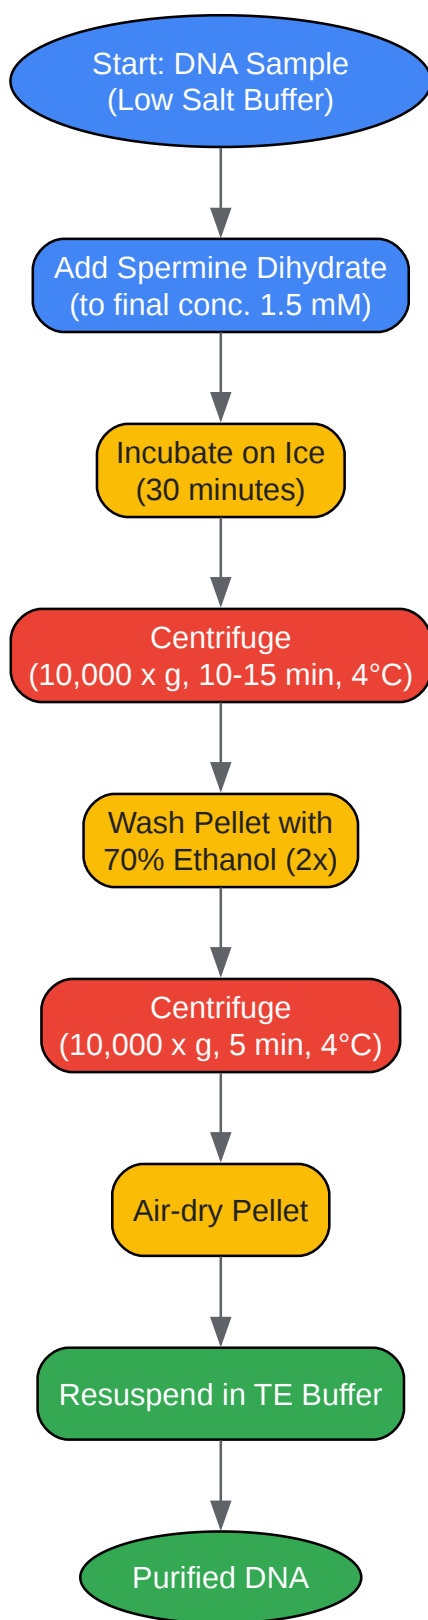 Start: DNA Sample
(Low Salt Buffer)
Add Spermine Dihydrate
(to final conc. 1.5 mM)
Incubate on Ice
(30 minutes)
Centrifuge
(10,000 x g, 10-15 min, 4°C)
Wash Pellet with
70% Ethanol (2x)
Centrifuge
(10,000 x g, 5 min, 4°C)
Air-dry Pellet
Resuspend in TE Buffer
Purified DNA